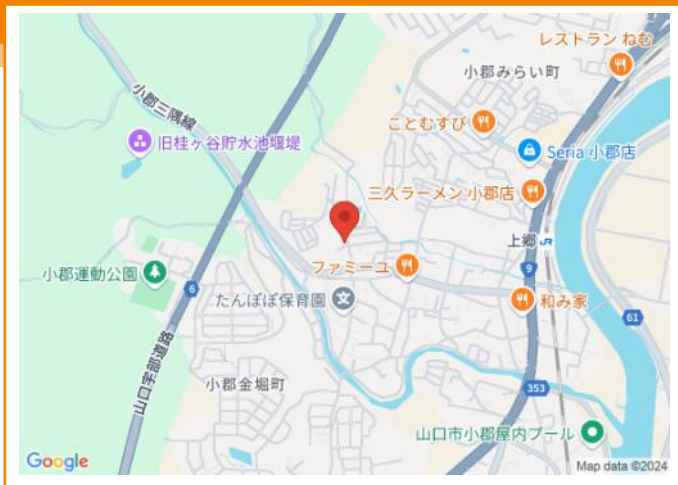 レストラン ねむ
小郡みらい町
小郡三隅線
ことむすび
旧桂ヶ谷貯水池堰堤
Seria 小郡店
三久ラーメン 小郡店
上郷
小郡運動公園
ファミーユ
9
6
たんぽぽ保育園
和み家
61
山口宇部道路
小郡金堀町
353
山口市小郡屋内プール
Google
Map data ©2024